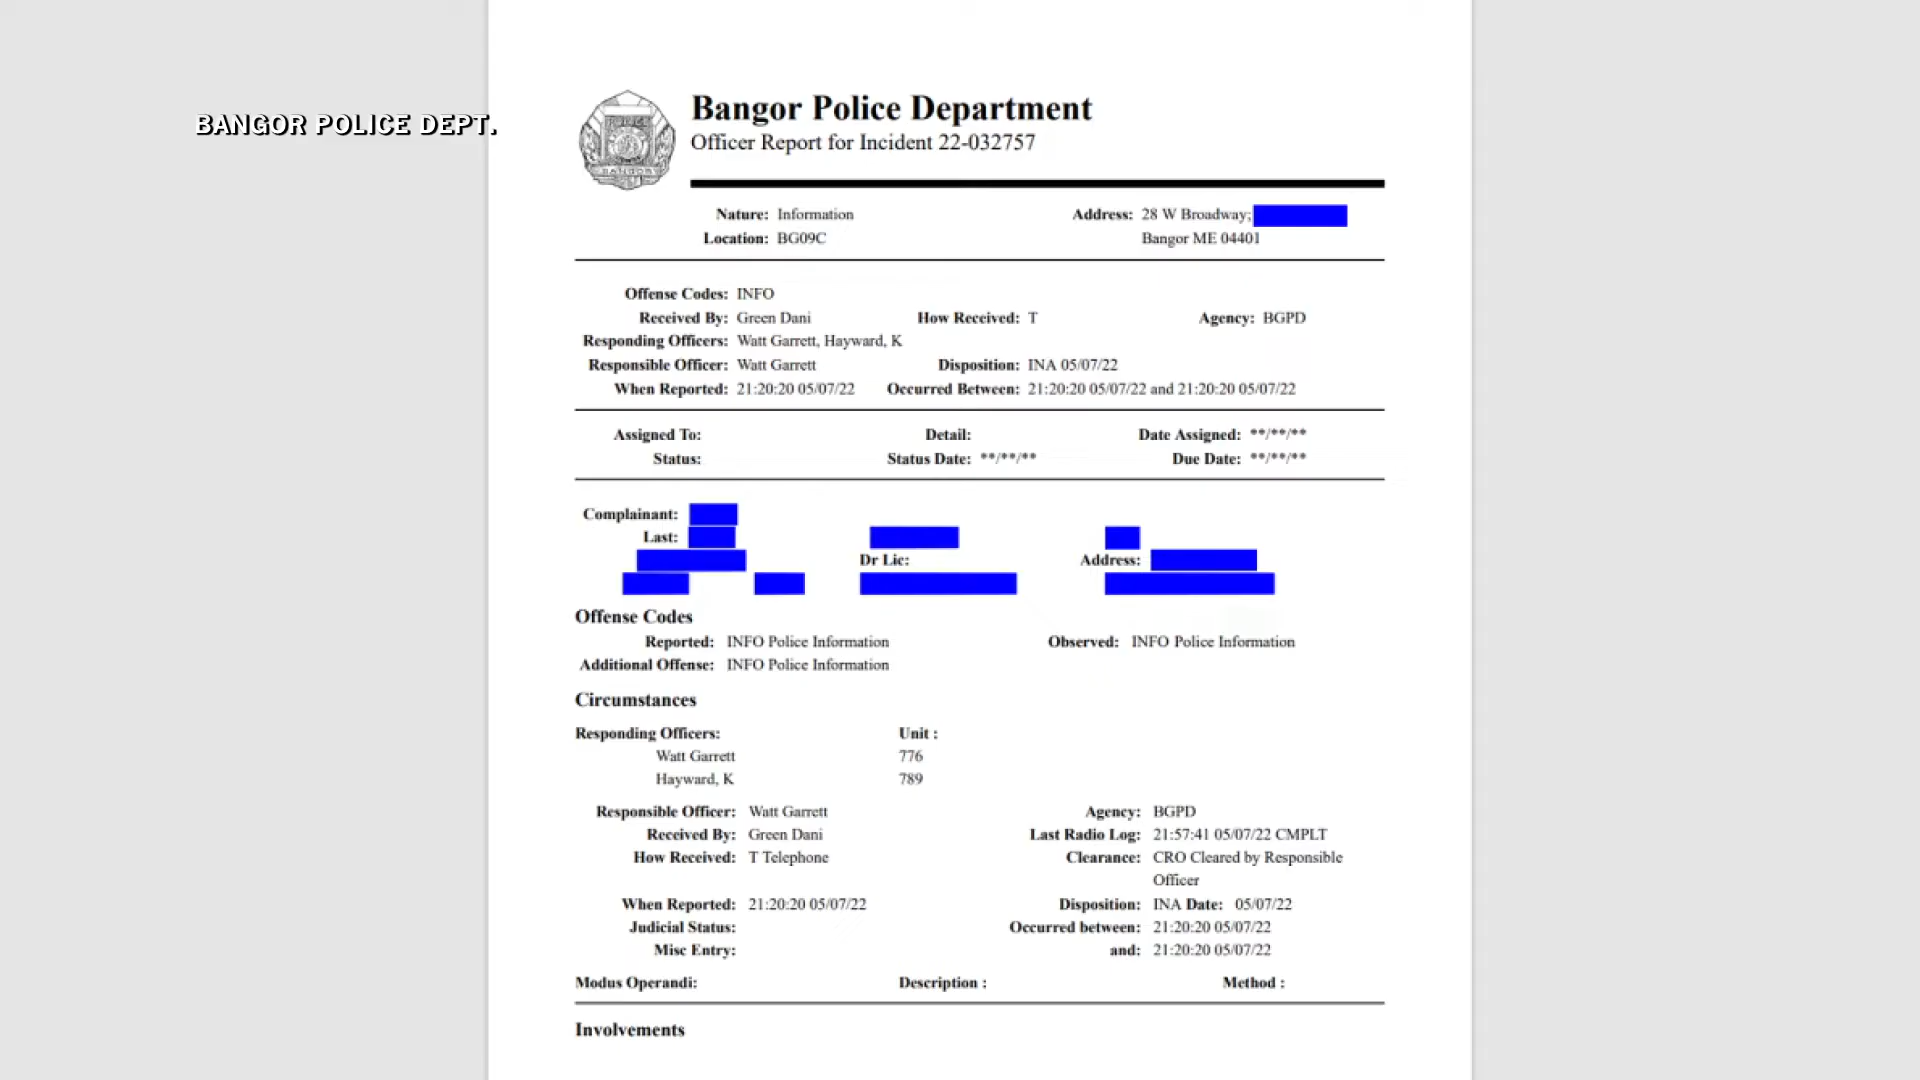 BANGOR POLICE DEPT.
Bangor Police Department
Officer Report for Incident 22-032757
POLICE
BANGOR
Nature: Information Address: 28 W Broadway;
Location: BG09C Bangor ME 04401
Offense Codes: INFO
Received By: Green Dani How Received: T Agency: BGPD
Responding Officers: Watt Garrett, Hayward, K
Responsible Officer: Watt Garrett Disposition: INA 05/07/22
When Reported: 21:20:20 05/07/22 Occurred Between: 21:20:20 05/07/22 and 21:20:20 05/07/22
Assigned To: Detail: Date Assigned: **/**/**
Status: Status Date: **/**/** Due Date: **/**/**
Complainant:
Last:
Dr Lic: Address:
Offense Codes
Reported: INFO Police Information Observed: INFO Police Information
Additional Offense: INFO Police Information
Circumstances
Responding Officers: Unit :
Watt Garrett 776
Hayward, K 789
Responsible Officer: Watt Garrett Agency: BGPD
Received By: Green Dani Last Radio Log: 21:57:41 05/07/22 CMPLT
How Received: T Telephone Clearance: CRO Cleared by Responsible
Officer
When Reported: 21:20:20 05/07/22 Disposition: INA Date: 05/07/22
Judicial Status: Occurred between: 21:20:20 05/07/22
Misc Entry: and: 21:20:20 05/07/22
Modus Operandi: Description : Method :
Involvements